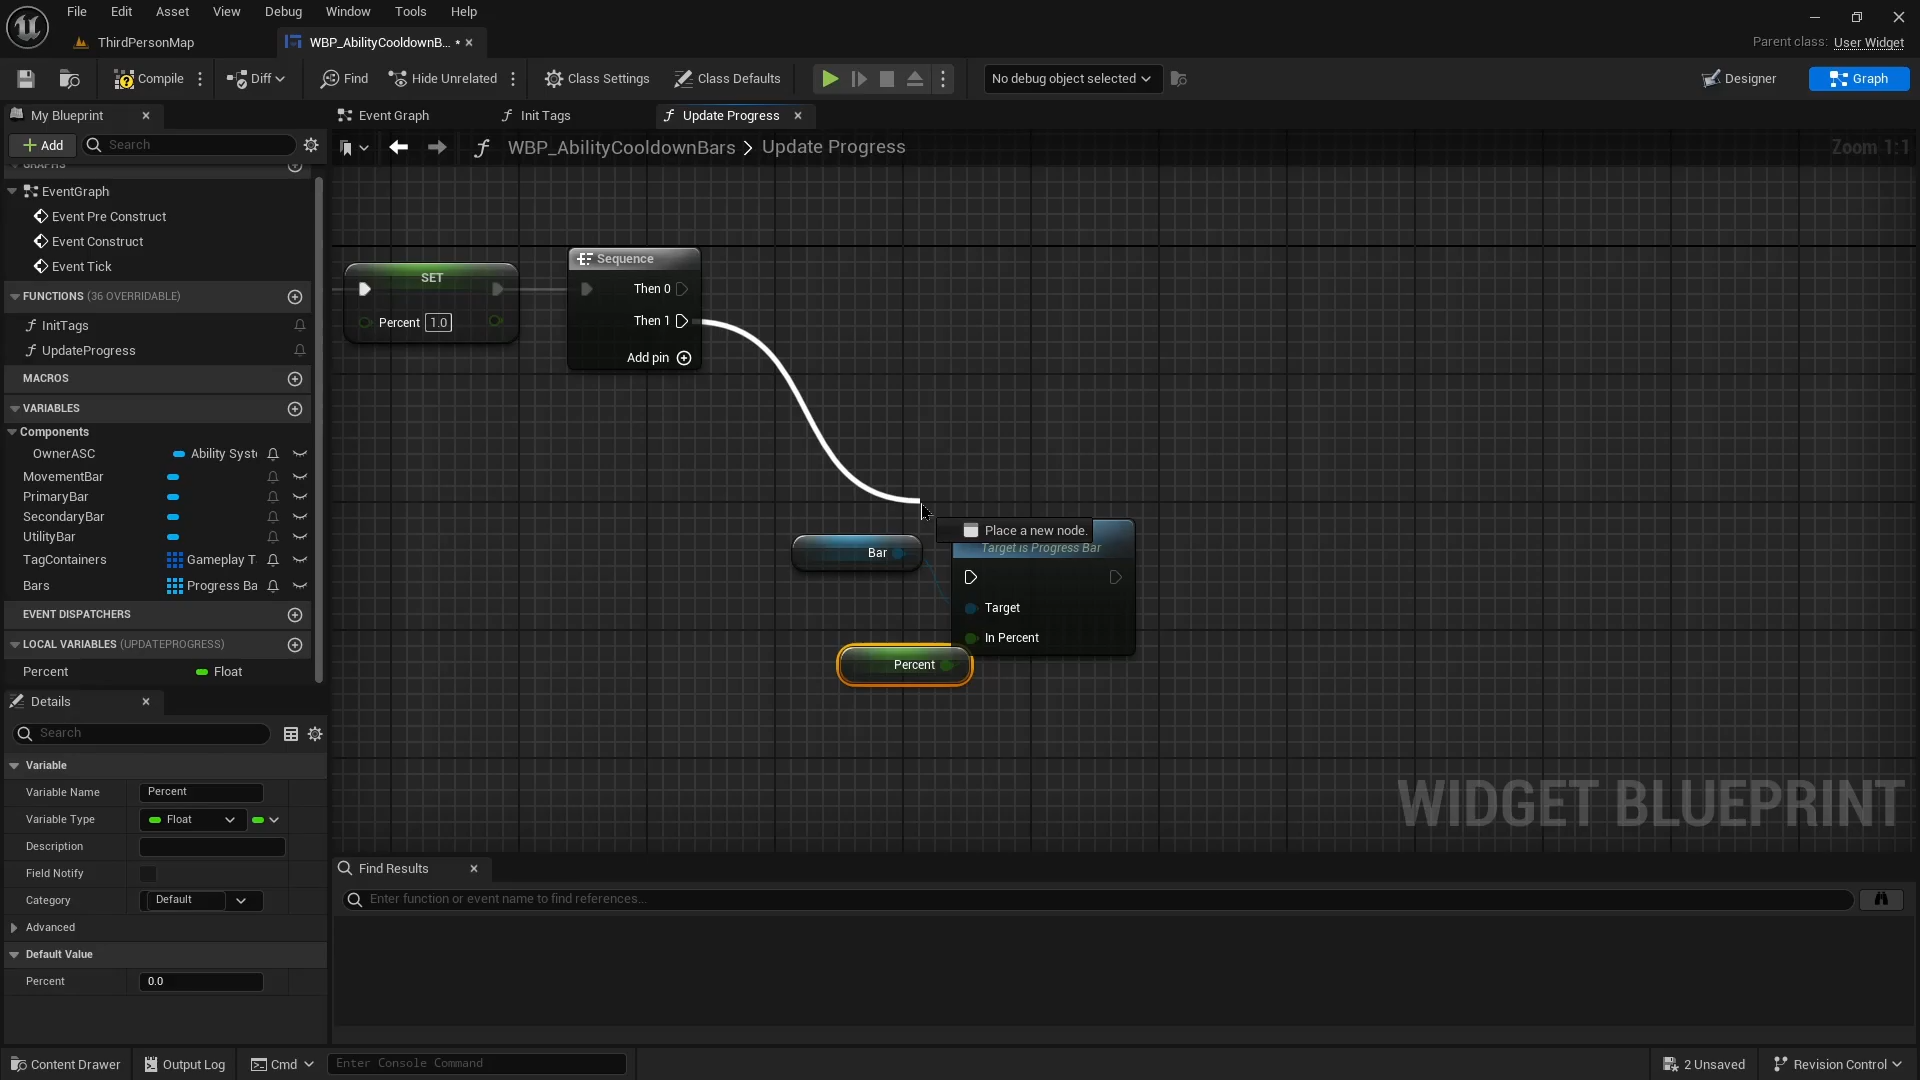 File Edit Asset View Debug Window Tools Help
ThirdPersonMap
WBP_AbilityCooldownB... *
Parent class: User Widget
Compile
Diff
Find
Hide Unrelated
Class Settings
Class Defaults
No debug object selected
Designer
Graph
My Blueprint
Event Graph
Init Tags
Update Progress
Add
Search
WBP_AbilityCooldownBars > Update Progress
Zoom 1:1
GRAPHS
EventGraph
Event Pre Construct
Event Construct
Event Tick
FUNCTIONS (36 OVERRIDABLE)
InitTags
UpdateProgress
MACROS
VARIABLES
Components
OwnerASC Ability Syst
MovementBar
PrimaryBar
SecondaryBar
UtilityBar
TagContainers Gameplay T
Bars Progress Ba
EVENT DISPATCHERS
LOCAL VARIABLES (UPDATEPROGRESS)
Percent Float
SET
Percent 1.0
Sequence
Then 0
Then 1
Add pin
Place a new node.
Bar
Target is Progress Bar
Target
In Percent
Percent
WIDGET BLUEPRINT
Details
Search
Variable
Variable Name Percent
Variable Type Float
Description
Field Notify
Category Default
Advanced
Default Value
Percent 0.0
Find Results
Enter function or event name to find references...
Content Drawer
Output Log
Cmd
Enter Console Command
2 Unsaved
Revision Control